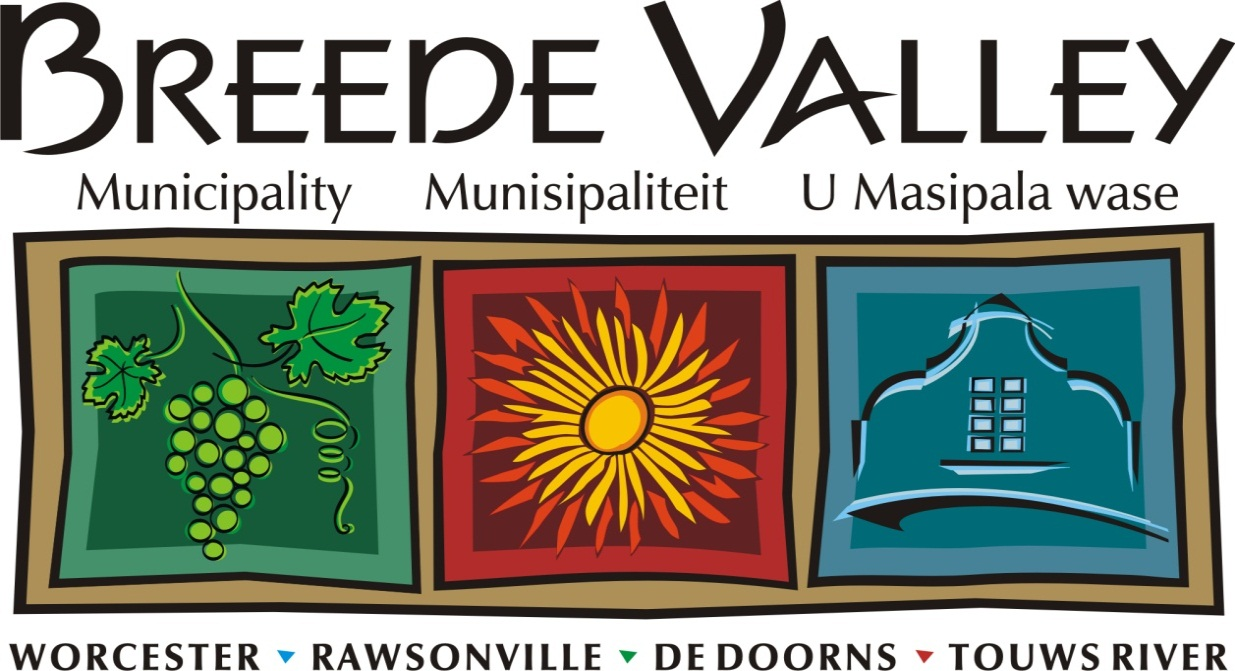 BREEDE VALLEY
Municipality Munisipaliteit U Masipala wase
WORCESTER RAWSONVILLE DE DOORNS TOUWS RIVER